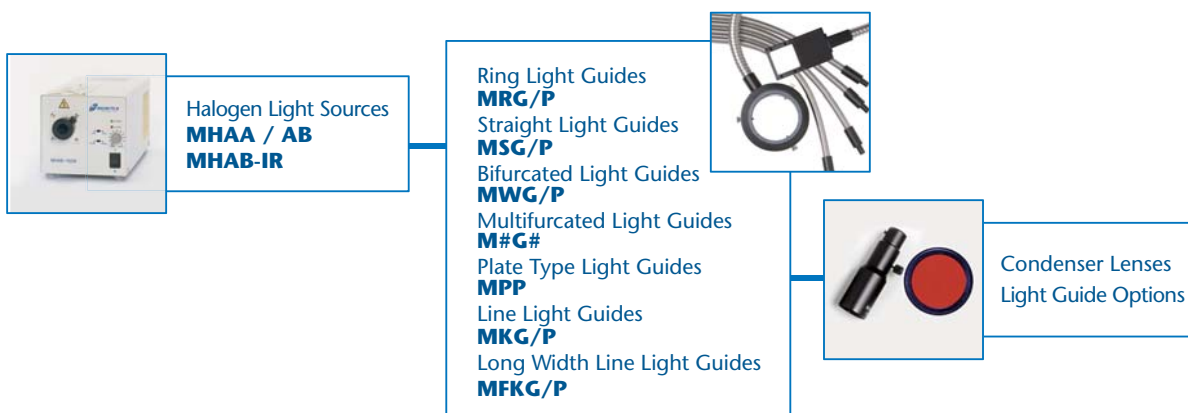 Halogen Light Sources
MHAA / AB
MHAB-IR
Ring Light Guides
MRG/P
Straight Light Guides
MSG/P
Bifurcated Light Guides
MWG/P
Multifurcated Light Guides
M#G#
Plate Type Light Guides
MPP
Line Light Guides
MKG/P
Long Width Line Light Guides
MFKG/P
Condenser Lenses
Light Guide Options